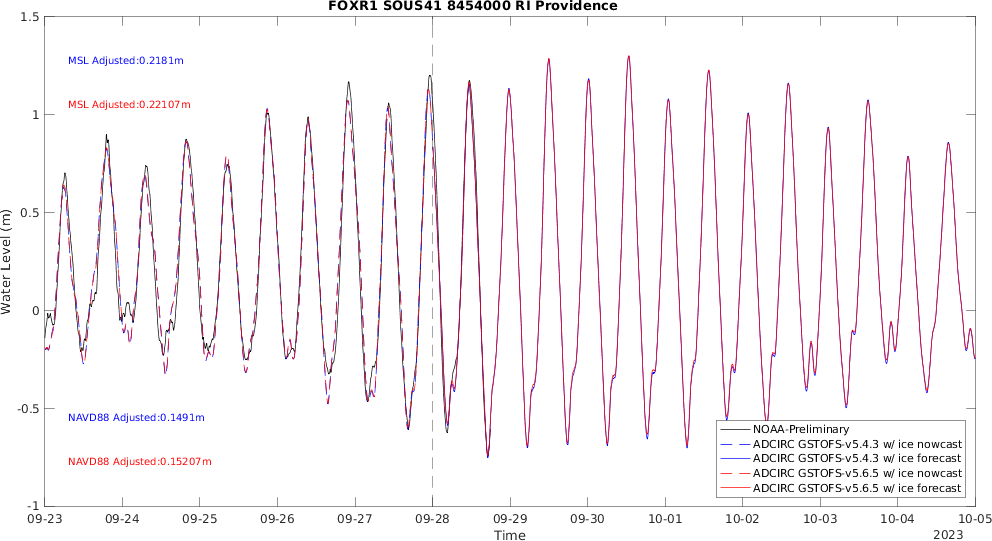 FOXR1 SOUS41 8454000 RI Providence
1.5
MSL Adjusted:0.2181m
MSL Adjusted:0.22107m
1
0.5
Water Level (m)
0
-0.5
NAVD88 Adjusted:0.1491m
NAVD88 Adjusted:0.15207m
NOAA-Preliminary
ADCIRC GSTOFS-v5.4.3 w/ ice nowcast
ADCIRC GSTOFS-v5.4.3 w/ ice forecast
ADCIRC GSTOFS-v5.6.5 w/ ice nowcast
ADCIRC GSTOFS-v5.6.5 w/ ice forecast
-1
09-23 09-24 09-25 09-26 09-27 09-28 09-29 09-30 10-01 10-02 10-03 10-04 10-05
Time
2023